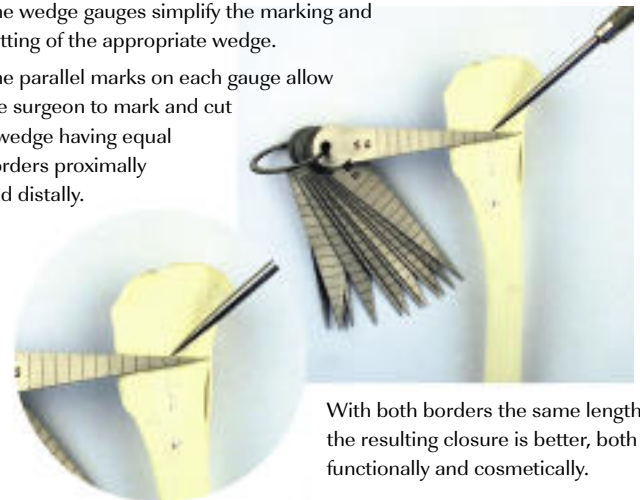 ne wedge gauges simplify the marking and
tting of the appropriate wedge.
ne parallel marks on each gauge allow
e surgeon to mark and cut
wedge having equal
orders proximally
d distally.
With both borders the same length
the resulting closure is better, both
functionally and cosmetically.